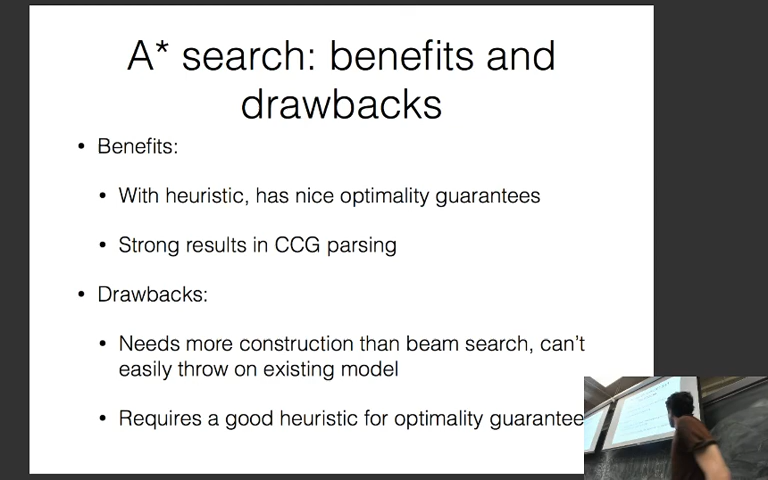 A* search: benefits and
drawbacks
• Benefits:
• With heuristic, has nice optimality guarantees
• Strong results in CCG parsing
• Drawbacks:
• Needs more construction than beam search, can't
easily throw on existing model
• Requires a good heuristic for optimality guarantee